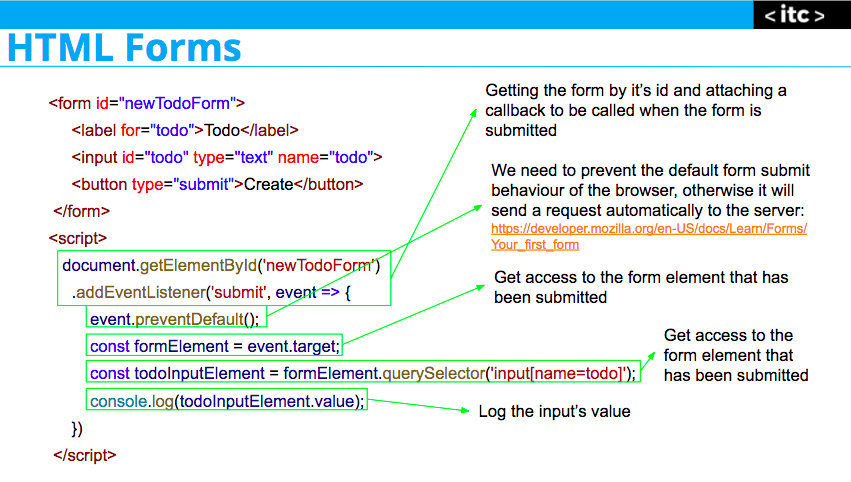 <itc>
HTML Forms
<form id="newTodoForm">
<label for="todo">Todo</label>
<input id="todo" type="text" name="todo">
<button type="submit">Create</button>
</form>
<script>
document.getElementById('newTodoForm')
.addEventListener('submit', event => {
event.preventDefault();
const formElement = event.target;
const todoInputElement = formElement.querySelector('input[name=todo]');
console.log(todoInputElement.value);
})
</script>
Getting the form by it's id and attaching a
callback to be called when the form is
submitted
We need to prevent the default form submit
behaviour of the browser, otherwise it will
send a request automatically to the server:
https://developer.mozilla.org/en-US/docs/Learn/Forms/
Your_first_form
Get access to the form element that has
been submitted
Get access to the
form element that
has been submitted
Log the input's value